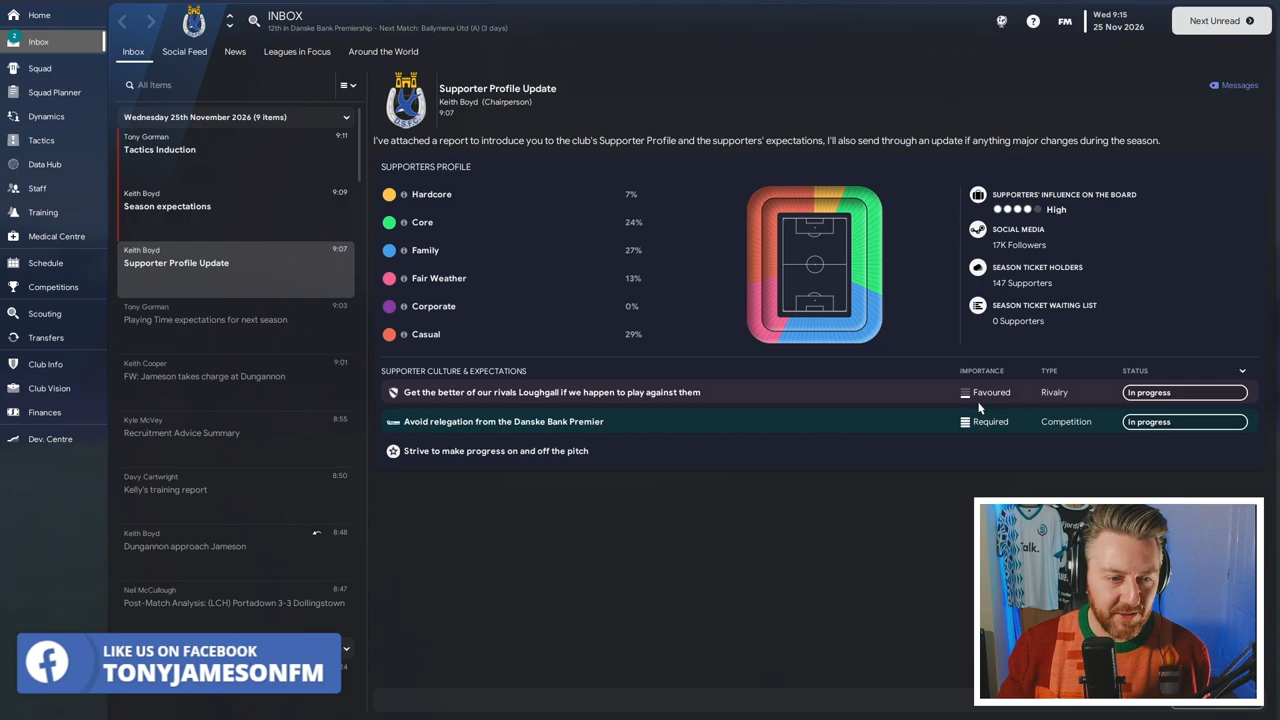 Home
2
Inbox
Squad
Squad Planner
Dynamics
Tactics
Data Hub
Staff
Training
Medical Centre
Schedule
Competitions
Scouting
Transfers
Club Info
Club Vision
Finances
Dev. Centre
INBOX
12th in Danske Bank Premiership - Next Match: Ballymena Utd (A) (3 days)
?
FM
Wed 9:15
25 Nov 2026
Next Unread
Inbox
Social Feed
News
Leagues in Focus
Around the World
All Items
Wednesday 25th November 2026 (9 items)
Tony Gorman
9:11
Tactics Induction
Keith Boyd
9:09
Season expectations
Keith Boyd
9:07
Supporter Profile Update
Tony Gorman
9:03
Playing Time expectations for next season
Keith Cooper
9:01
FW: Jameson takes charge at Dungannon
Kyle McVey
8:55
Recruitment Advice Summary
Davy Cartwright
8:50
Kelly's training report
Keith Boyd
8:48
Dungannon approach Jameson
Neil McCullough
8:47
Post-Match Analysis: (LCH) Portadown 3-3 Dollingstown
D.S.F.C.
Supporter Profile Update
Keith Boyd (Chairperson)
9:07
Messages
I've attached a report to introduce you to the club's Supporter Profile and the supporters' expectations, I'll also send through an update if anything major changes during the season.
SUPPORTERS PROFILE
Hardcore 7%
Core 24%
Family 27%
Fair Weather 13%
Corporate 0%
Casual 29%
SUPPORTERS' INFLUENCE ON THE BOARD
High
SOCIAL MEDIA
17K Followers
SEASON TICKET HOLDERS
147 Supporters
SEASON TICKET WAITING LIST
0 Supporters
SUPPORTER CULTURE & EXPECTATIONS
IMPORTANCE
TYPE
STATUS
Get the better of our rivals Loughgall if we happen to play against them
Favoured
Rivalry
In progress
Avoid relegation from the Danske Bank Premier
Required
Competition
In progress
Strive to make progress on and off the pitch
LIKE US ON FACEBOOK
TONYJAMESONFM
Talk.